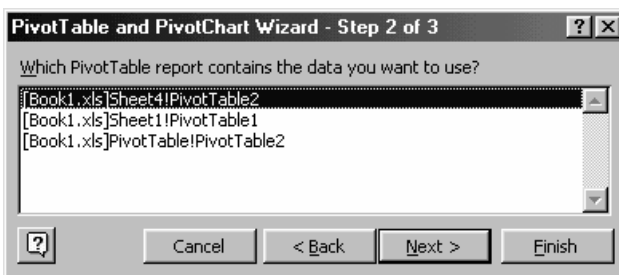 PivotTable and PivotChart Wizard - Step 2 of 3
Which PivotTable report contains the data you want to use?
[Book1.xls]Sheet4!PivotTable2
[Book1.xls]Sheet1!PivotTable1
[Book1.xls]PivotTable!PivotTable2
Cancel < Back Next > Finish